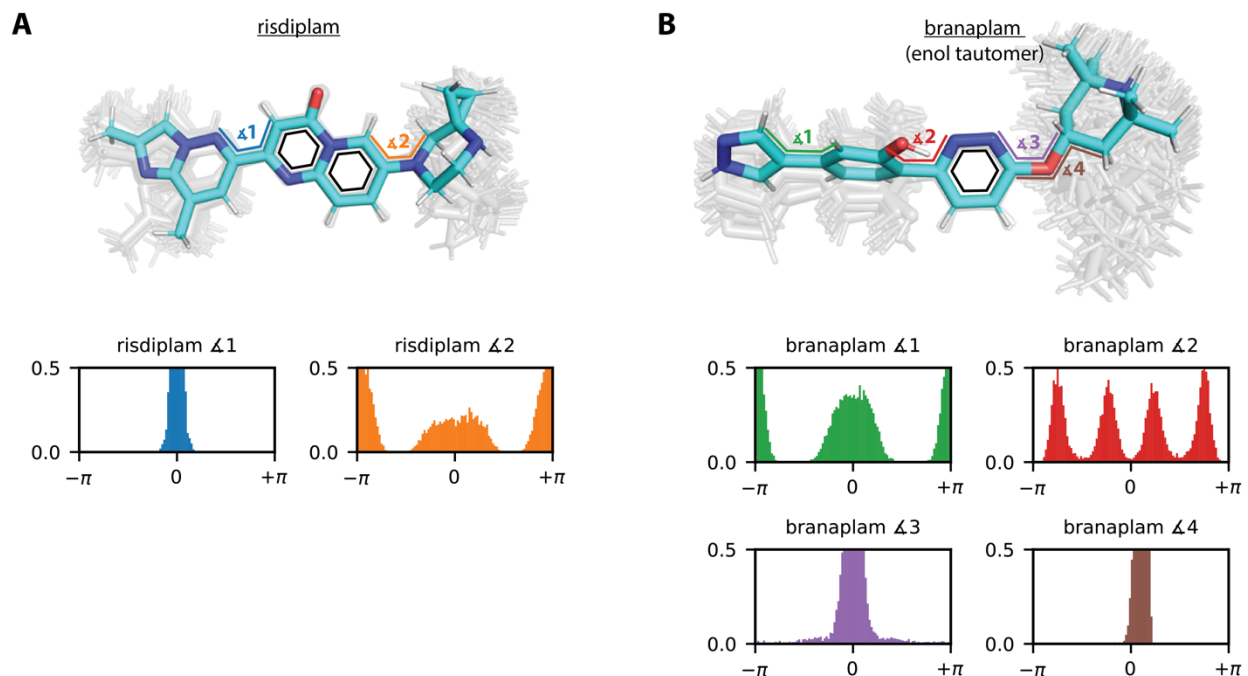 A
risdiplam
∡1
∡2
risdiplam ∡1
0.5
0.0
−π
0
+π
risdiplam ∡2
0.5
0.0
−π
0
+π
B
branaplam
(enol tautomer)
∡1
∡2
∡3
∡4
branaplam ∡1
0.5
0.0
−π
0
+π
branaplam ∡2
0.5
0.0
−π
0
+π
branaplam ∡3
0.5
0.0
−π
0
+π
branaplam ∡4
0.5
0.0
−π
0
+π